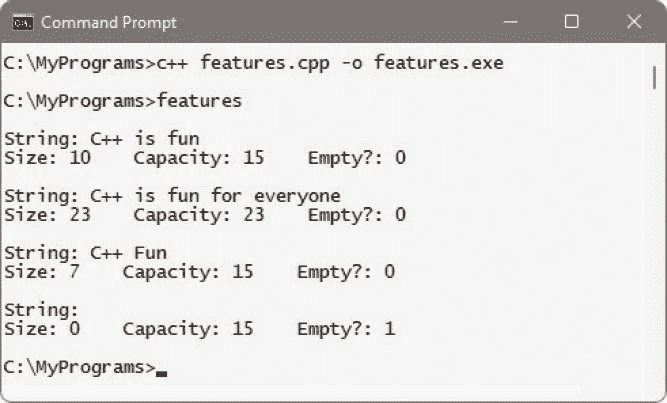 Command Prompt
C:\MyPrograms>c++ features.cpp -o features.exe
C:\MyPrograms>features
String: C++ is fun
Size: 10    Capacity: 15    Empty?: 0
String: C++ is fun for everyone
Size: 23    Capacity: 23    Empty?: 0
String: C++ Fun
Size: 7    Capacity: 15    Empty?: 0
String:
Size: 0    Capacity: 15    Empty?: 1
C:\MyPrograms>